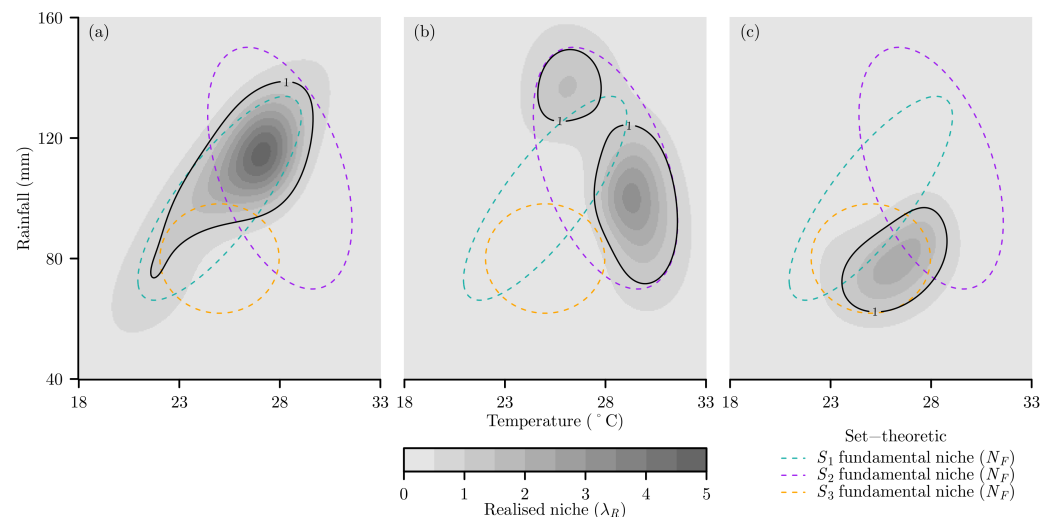 160
120
80
40
Rainfall (mm)
(a)
1
18
23
28
33
(b)
1
1
18
23
28
33
(c)
1
18
23
28
33
Temperature (°C)
0
1
2
3
4
5
Realised niche (λR)
Set−theoretic
S1 fundamental niche (NF)
S2 fundamental niche (NF)
S3 fundamental niche (NF)